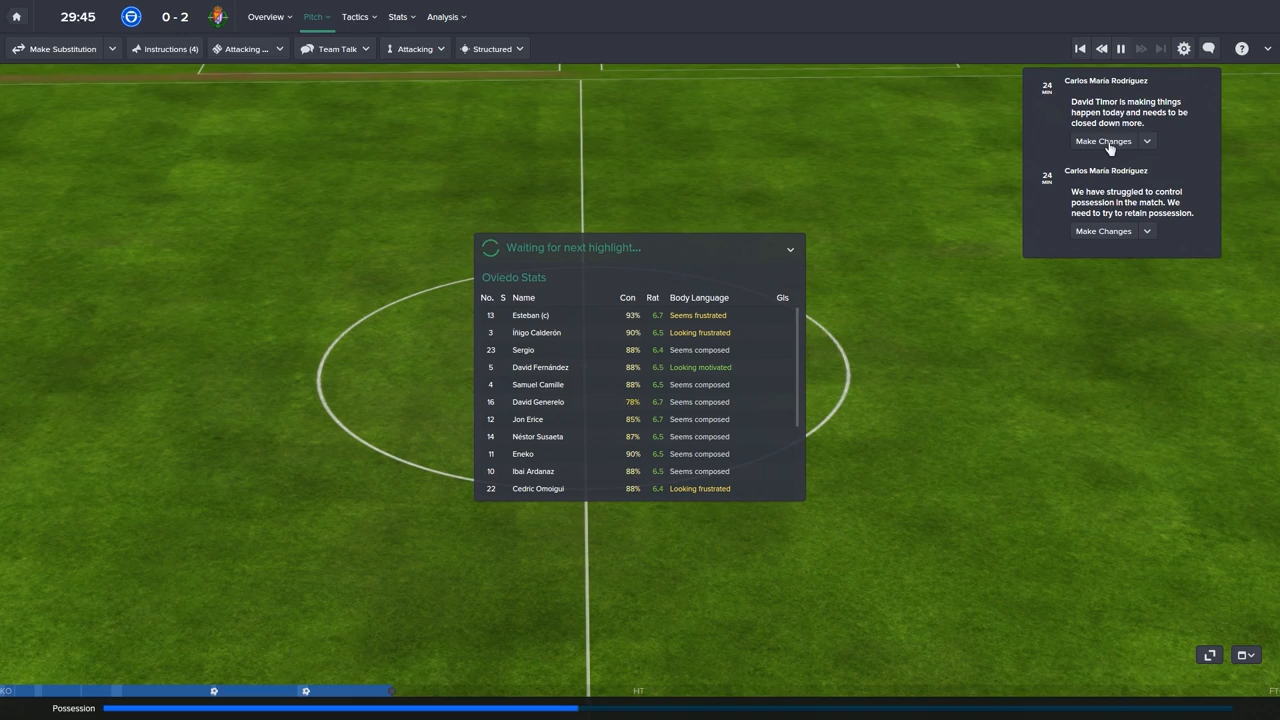 29:45
0 - 2
Overview
Pitch
Tactics
Stats
Analysis
Make Substitution
Instructions (4)
Attacking ...
Team Talk
Attacking
Structured
?
24
MIN
Carlos María Rodríguez
David Timor is making things
happen today and needs to be
closed down more.
Make Changes
24
MIN
Carlos María Rodríguez
We have struggled to control
possession in the match. We
need to try to retain possession.
Make Changes
Waiting for next highlight...
Oviedo Stats
No. S Name Con Rat Body Language Gls
13 Esteban (c) 93% 6.7 Seems frustrated
3 Íñigo Calderón 90% 6.5 Looking frustrated
23 Sergio 88% 6.4 Seems composed
5 David Fernández 88% 6.5 Looking motivated
4 Samuel Camille 88% 6.5 Seems composed
16 David Generelo 78% 6.7 Seems composed
12 Jon Erice 85% 6.7 Seems composed
14 Néstor Susaeta 87% 6.5 Seems composed
11 Eneko 90% 6.5 Seems composed
10 Ibai Ardanaz 88% 6.5 Seems composed
22 Cedric Omoigui 88% 6.4 Looking frustrated
KO
HT
FT
Possession